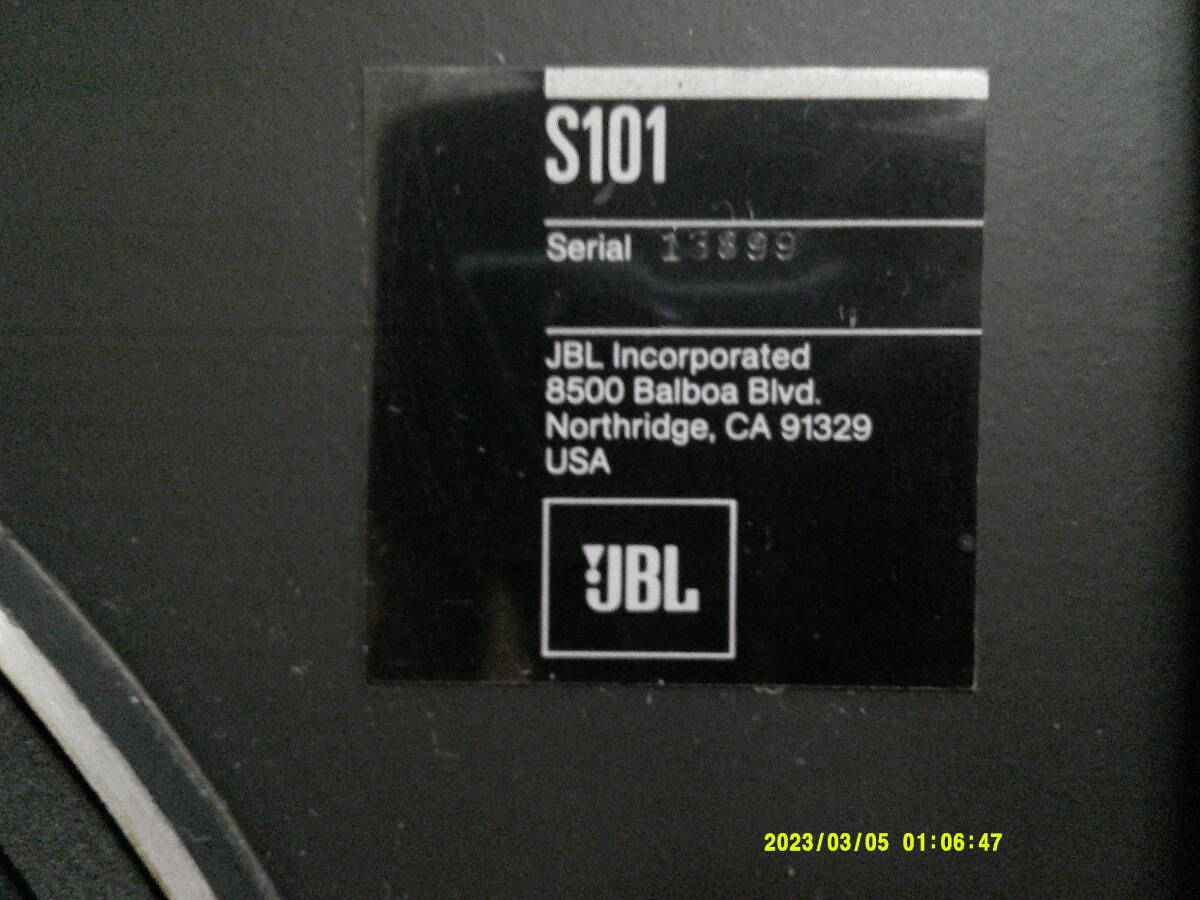 S101
Serial 13899
JBL Incorporated
8500 Balboa Blvd.
Northridge, CA 91329
USA
JBL
2023/03/05 01:06:47